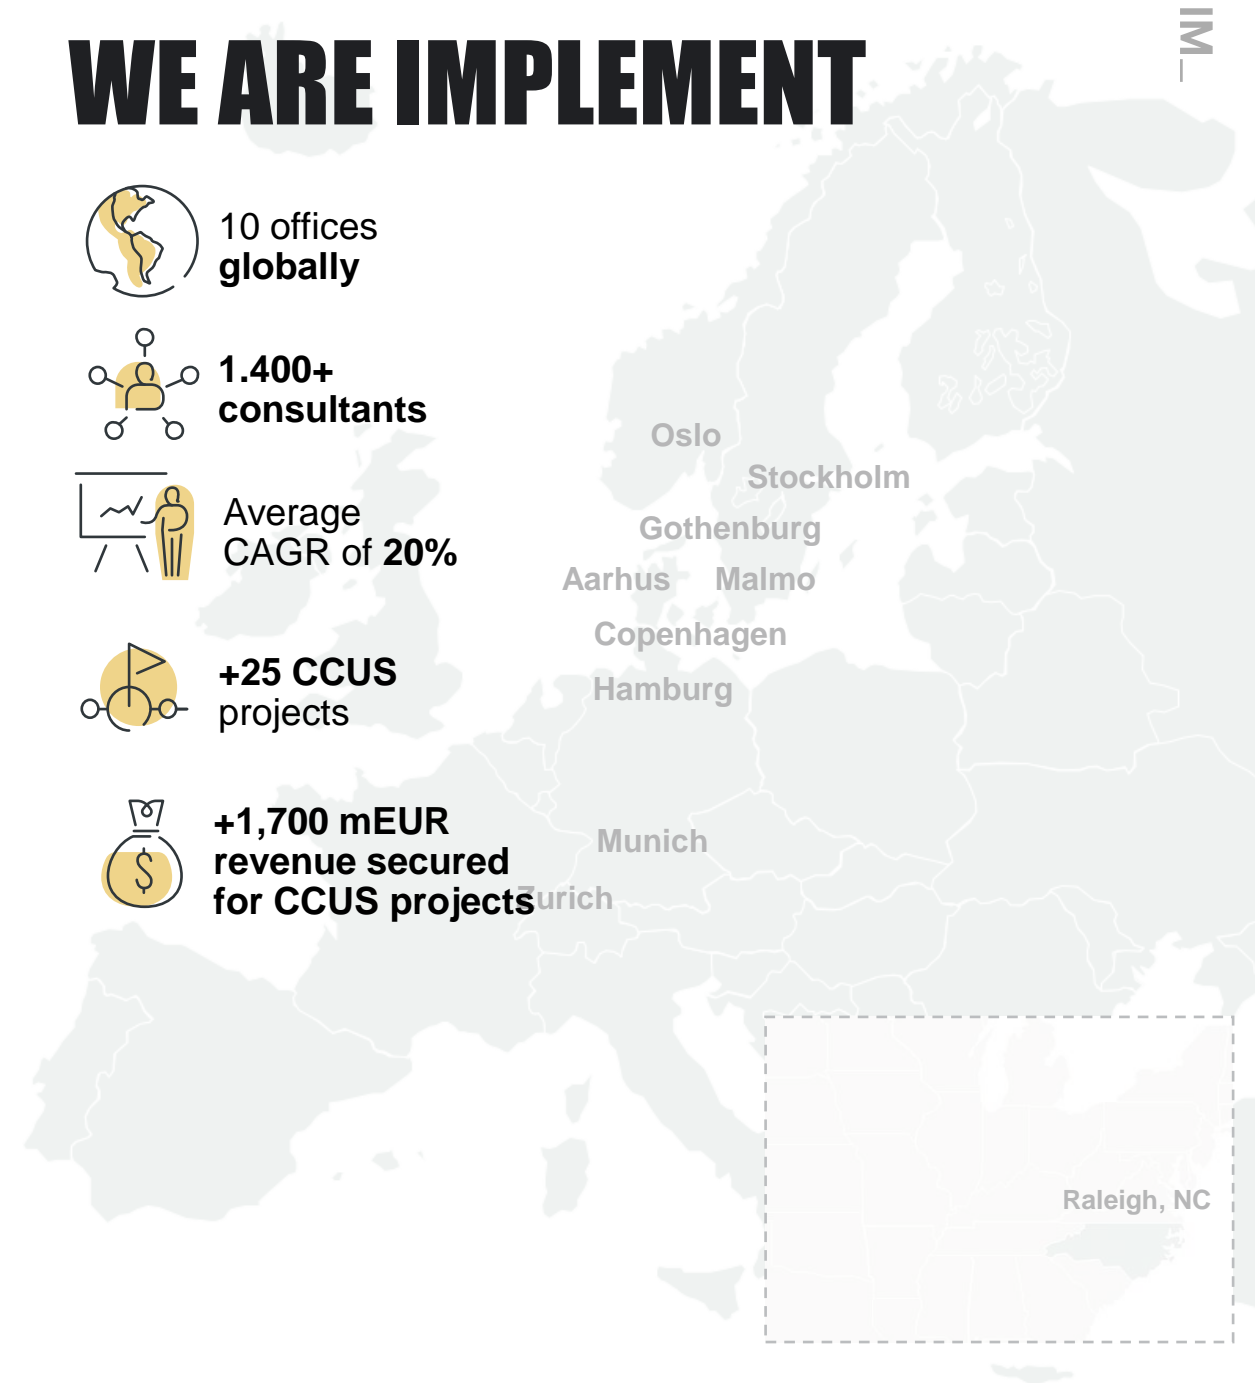 WE ARE IMPLEMENT
IM_
10 offices
globally
1.400+
consultants
Average
CAGR of 20%
+25 CCUS
projects
+1,700 mEUR
revenue secured
for CCUS projects
Oslo
Stockholm
Gothenburg
Aarhus Malmo
Copenhagen
Hamburg
Munich
Zurich
Raleigh, NC
$